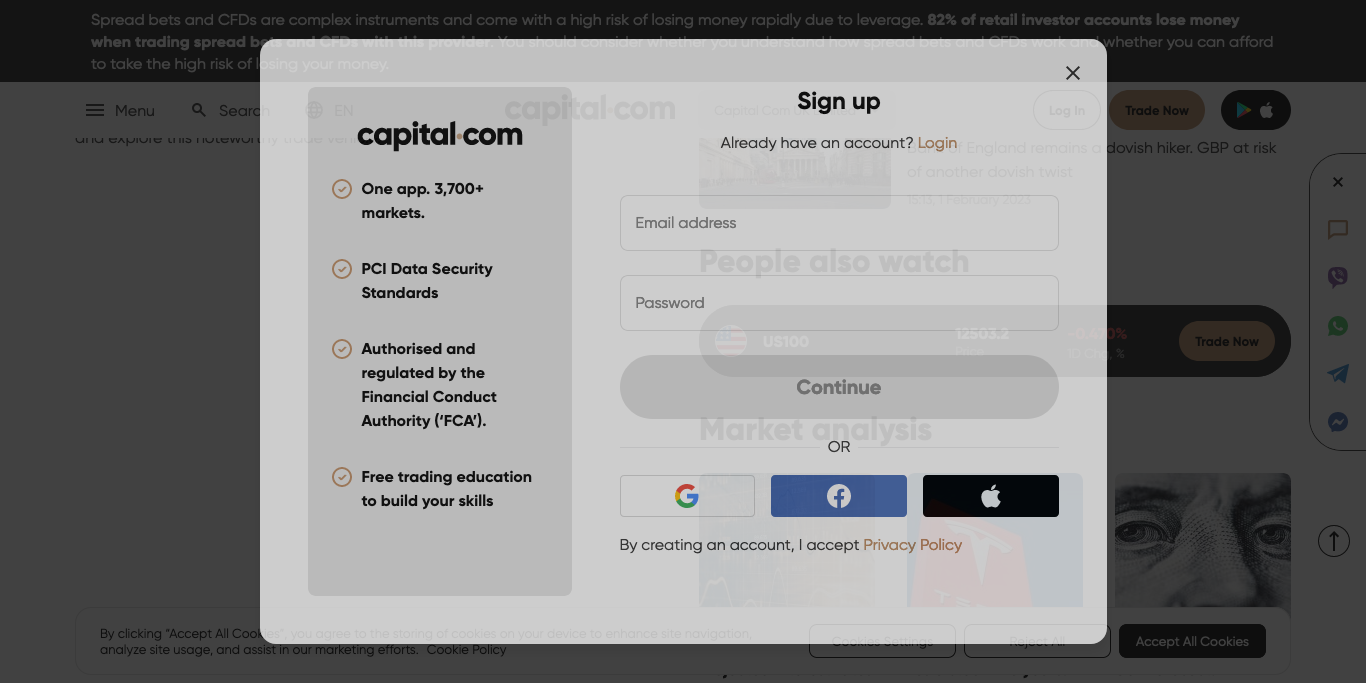 Spread bets and CFDs are complex instruments and come with a high risk of losing money rapidly due to leverage. 82% of retail investor accounts lose money
when trading spread bets and CFDs with this provider. You should consider whether you understand how spread bets and CFDs work and whether you can afford
to take the high risk of losing your money.
Menu
Search
EN
capital.com
Log In
Trade Now
and explore this noteworthy trade
Bank of England remains a dovish hiker. GBP at risk
of another dovish twist
16:13, 1 February 2023
People also watch
US100
12503.2
Price
1D Chg, %
Trade Now
Market analysis
capital.com
One app. 3,700+
markets.
PCI Data Security
Standards
Authorised and
regulated by the
Financial Conduct
Authority (‘FCA’).
Free trading education
to build your skills
Sign up
Already have an account? Login
Email address
Password
Continue
OR
By creating an account, I accept Privacy Policy
By clicking “Accept All Cookies”, you agree to the storing of cookies on your device to enhance site navigation,
analyze site usage, and assist in our marketing efforts. Cookie Policy
Cookies Settings
Reject All
Accept All Cookies